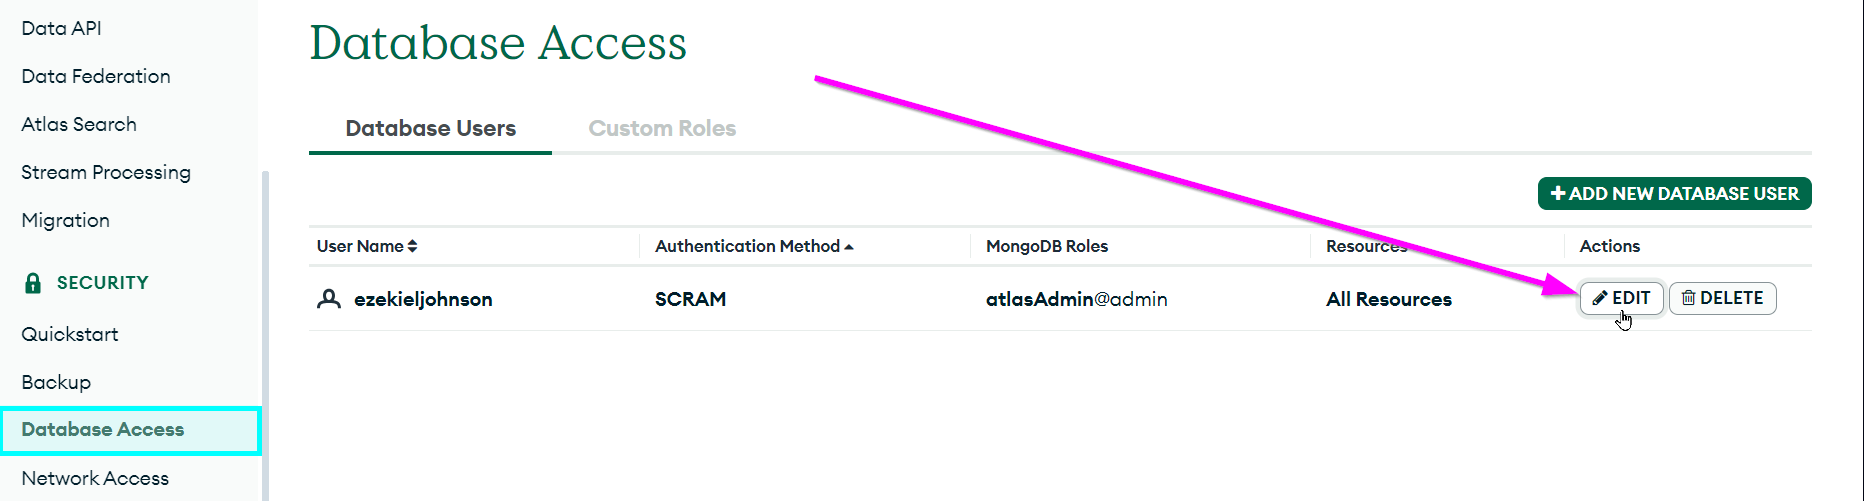 Data API
Data Federation
Atlas Search
Stream Processing
Migration
SECURITY
Quickstart
Backup
Database Access
Network Access
Database Access
Database Users Custom Roles
+ ADD NEW DATABASE USER
User Name Authentication Method MongoDB Roles Resources Actions
ezekieljohnson SCRAM atlasAdmin@admin All Resources EDIT DELETE